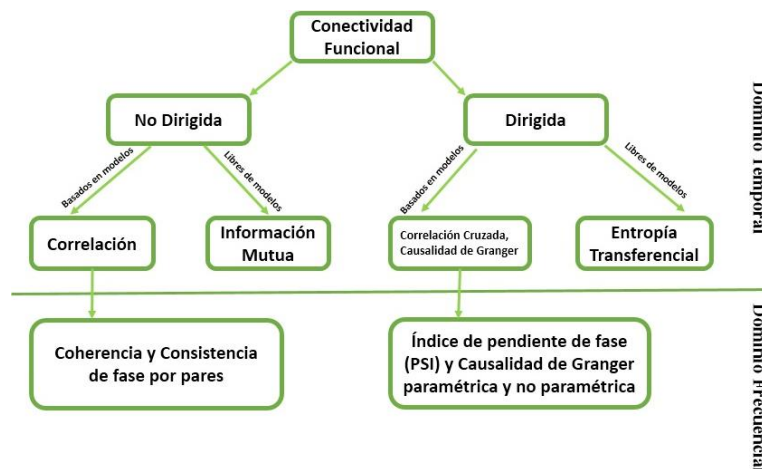 Conectividad
Funcional
No Dirigida
Dirigida
Basados en modelos
Libres de modelos
Basados en modelos
Libres de modelos
Correlación
Información
Mutua
Correlación Cruzada,
Causalidad de Granger
Entropía
Transferencial
Dominio Temporal
Coherencia y Consistencia
de fase por pares
Índice de pendiente de fase
(PSI) y Causalidad de Granger
paramétrica y no paramétrica
Dominio Frecuencial